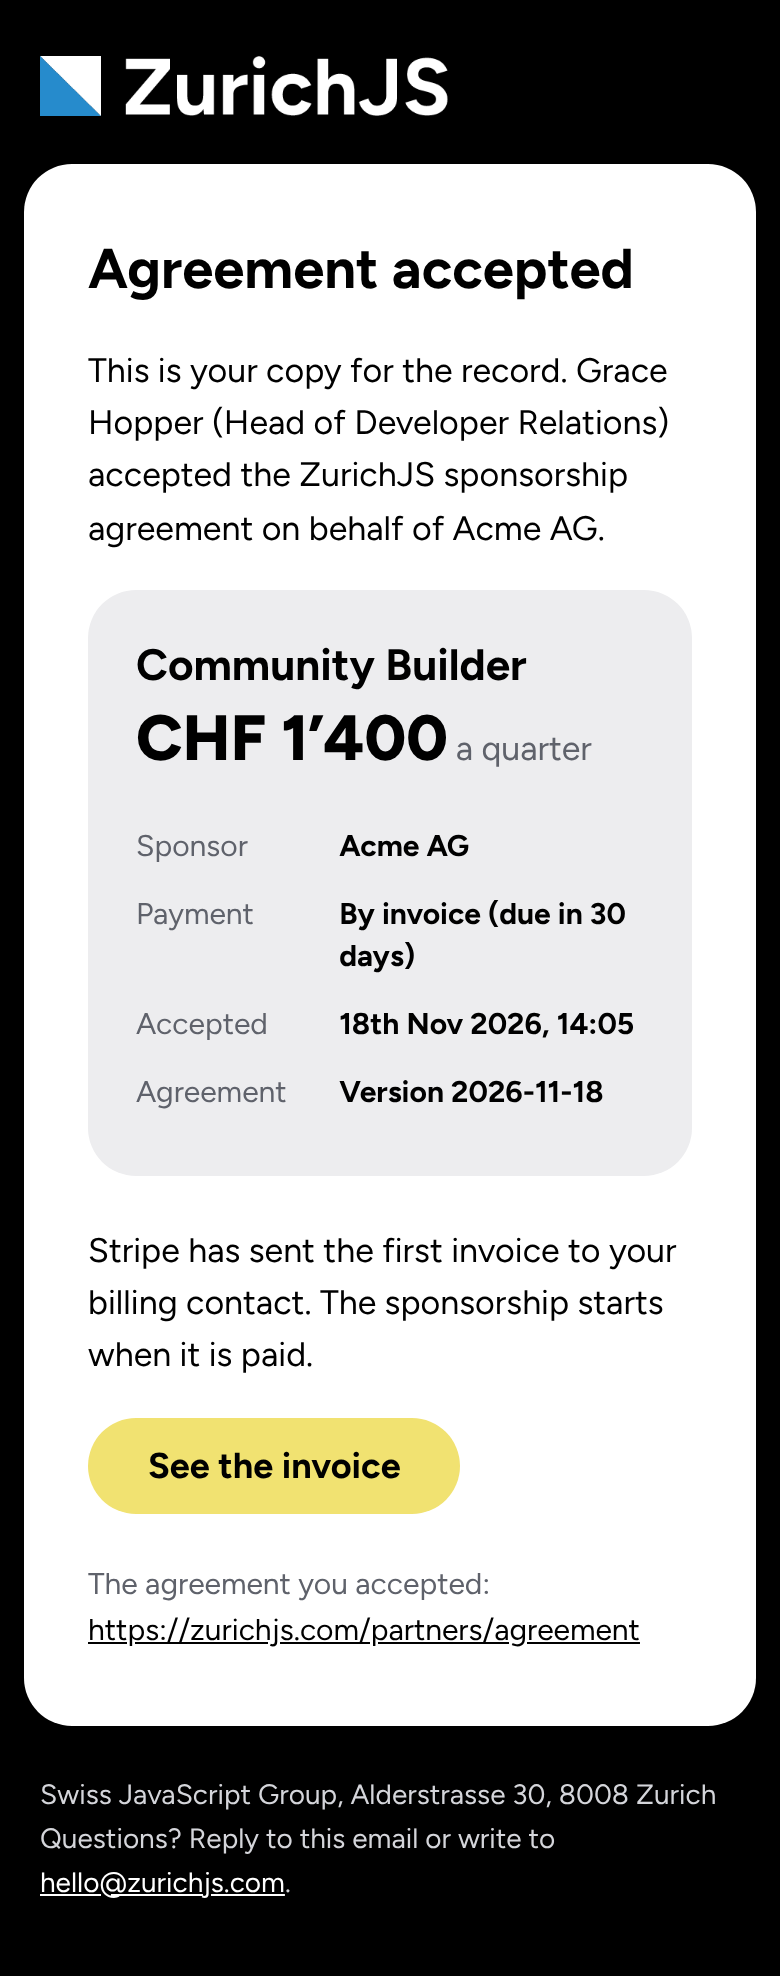 ZurichJS
Agreement accepted
This is your copy for the record. Grace
Hopper (Head of Developer Relations)
accepted the ZurichJS sponsorship
agreement on behalf of Acme AG.
Community Builder
CHF 1’400 a quarter
Sponsor Acme AG
Payment By invoice (due in 30
days)
Accepted 18th Nov 2026, 14:05
Agreement Version 2026-11-18
Stripe has sent the first invoice to your
billing contact. The sponsorship starts
when it is paid.
See the invoice
The agreement you accepted:
https://zurichjs.com/partners/agreement
Swiss JavaScript Group, Alderstrasse 30, 8008 Zurich
Questions? Reply to this email or write to
hello@zurichjs.com.